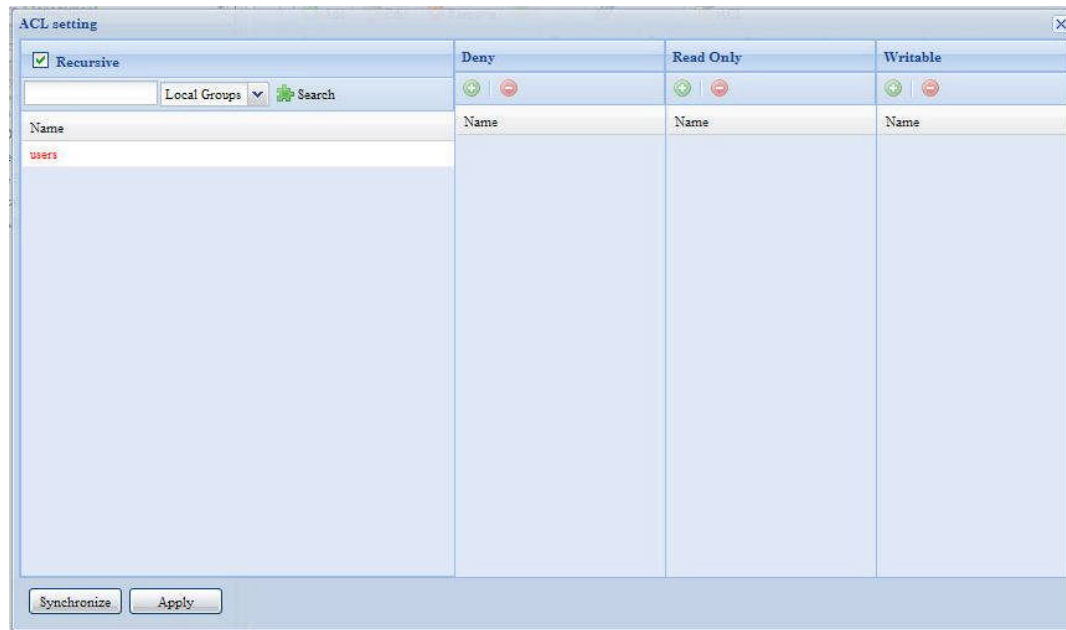 ACL setting
Recursive
Local Groups Search
Name
users
Deny
Name
Read Only
Name
Writable
Name
Synchronize Apply